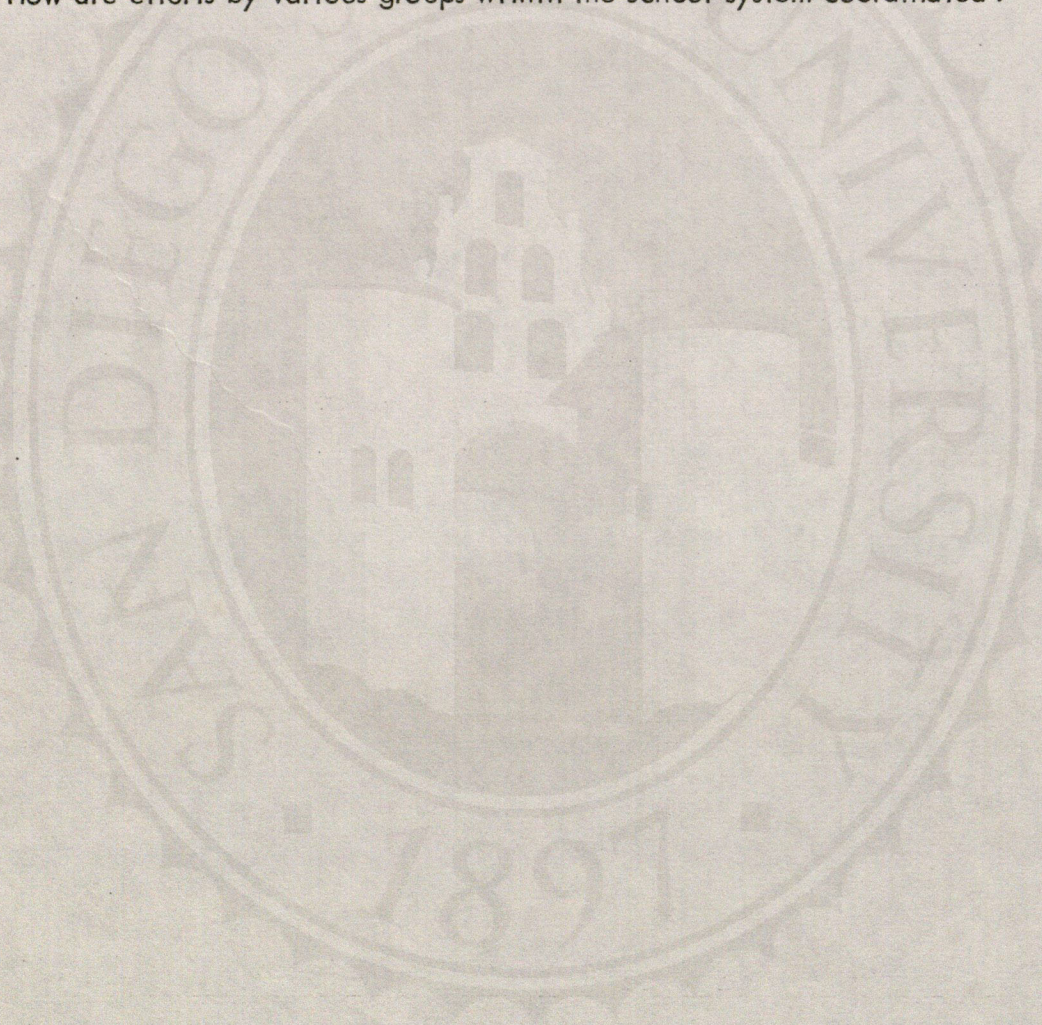 How are efforts by various groups within the school system coordinated?
SAN DIEGO
UNIVERSITY
1897